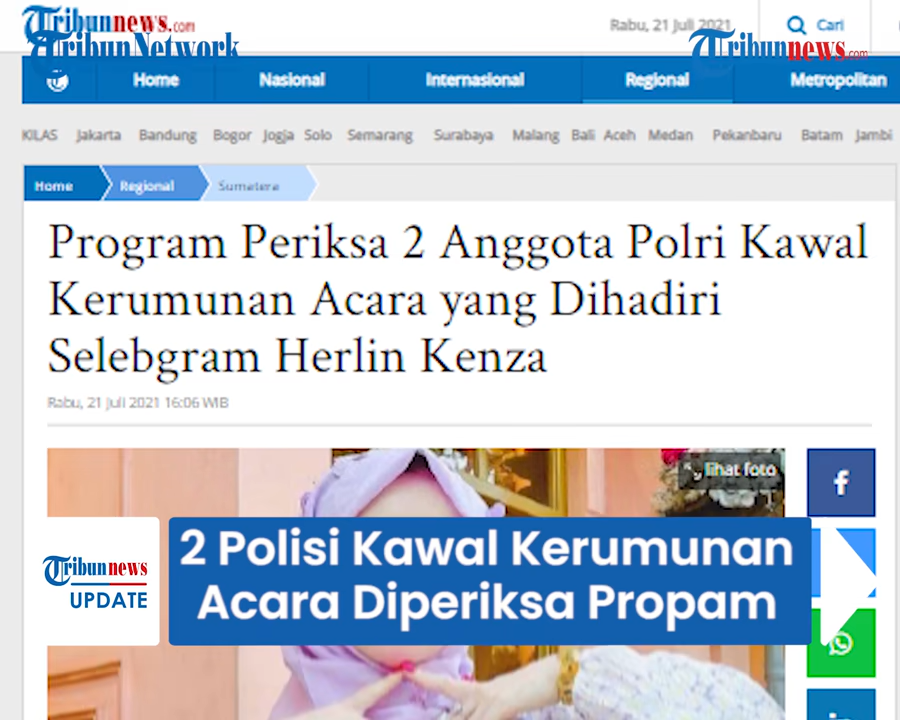 Tribunnews.com
Rabu, 21 Juli 2021
Cari
Tribun Network
Tribunnews.com
Home Nasional Internasional Regional Metropolitan
KILAS Jakarta Bandung Bogor Jogja Solo Semarang Surabaya Malang Bali Aceh Medan Pekanbaru Batam Jambi
Home Regional Sumatera
Program Periksa 2 Anggota Polri Kawal
Kerumunan Acara yang Dihadiri
Selebgram Herlin Kenza
Rabu, 21 Juli 2021 16:06 WIB
lihat foto
Tribunnews
UPDATE
2 Polisi Kawal Kerumunan
Acara Diperiksa Propam